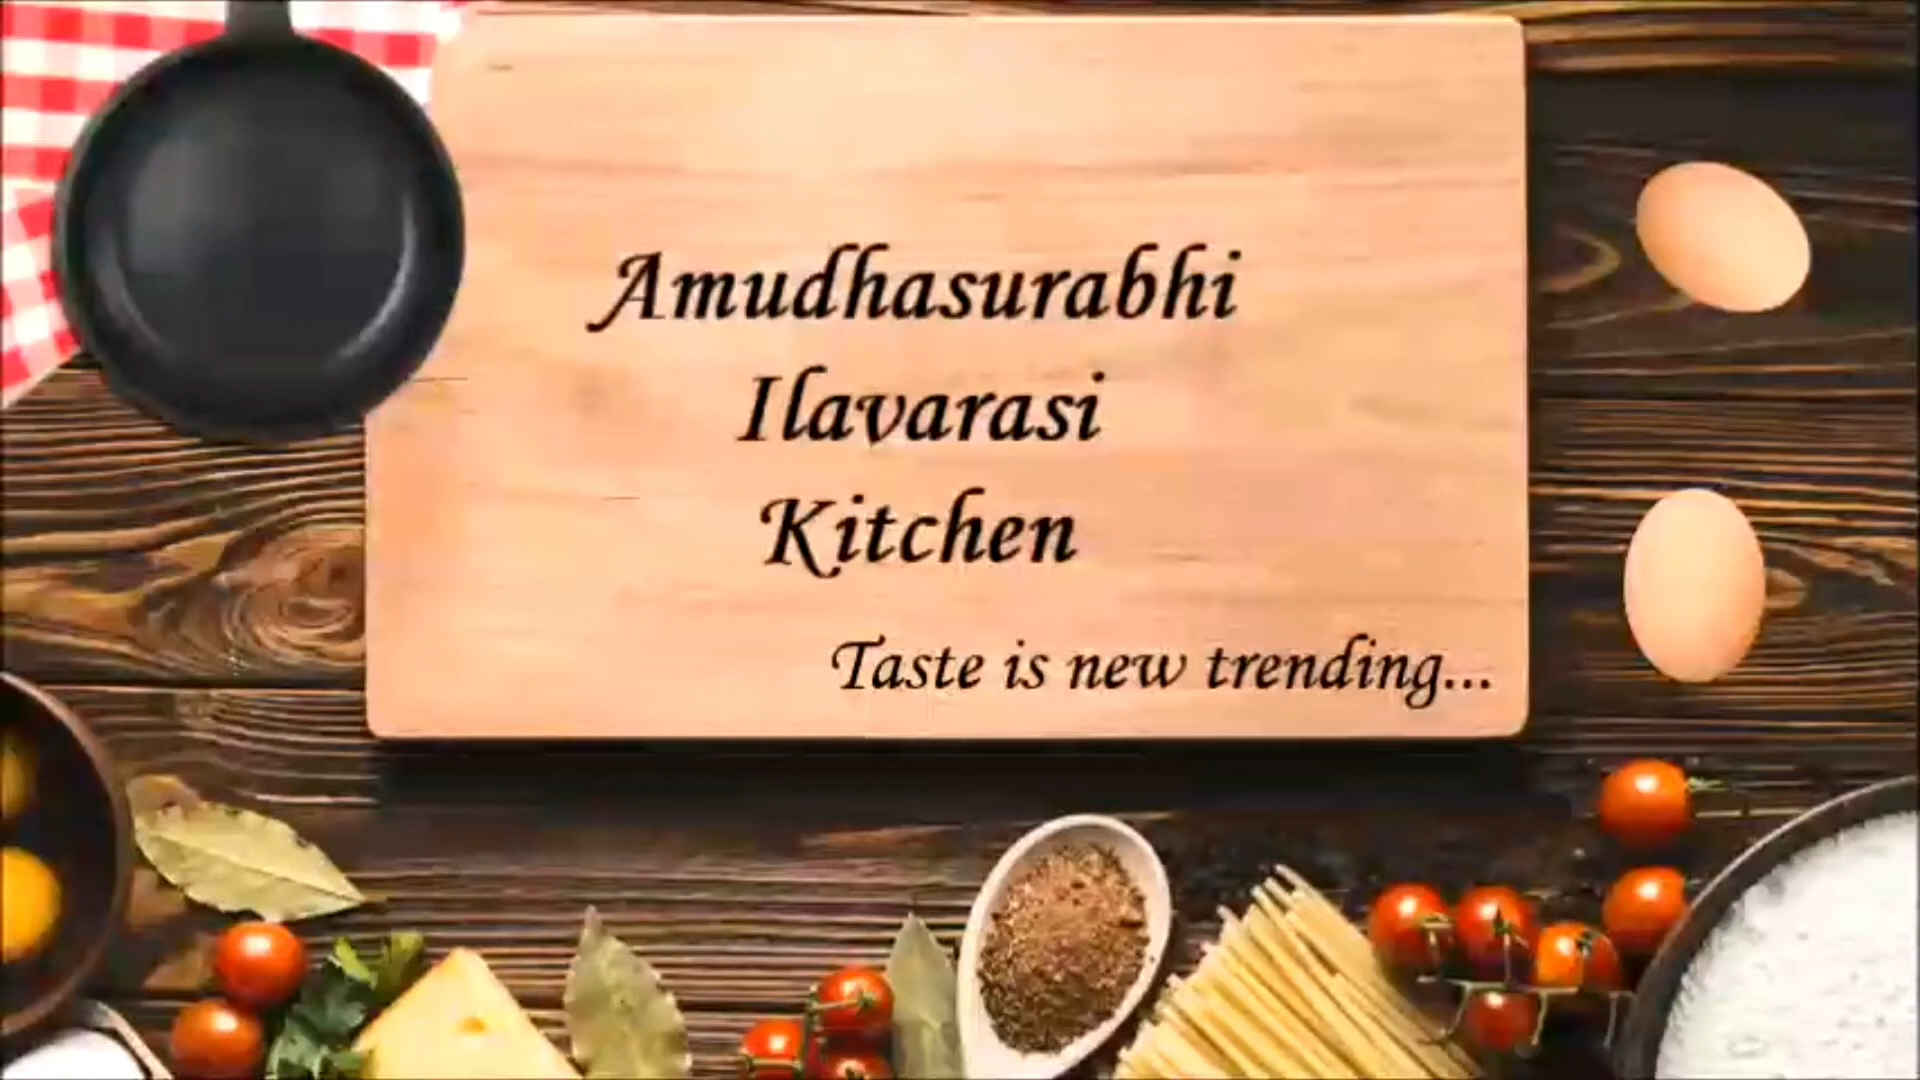 Amudhasurabhi
Ilavarasi
Kitchen
Taste is new trending...